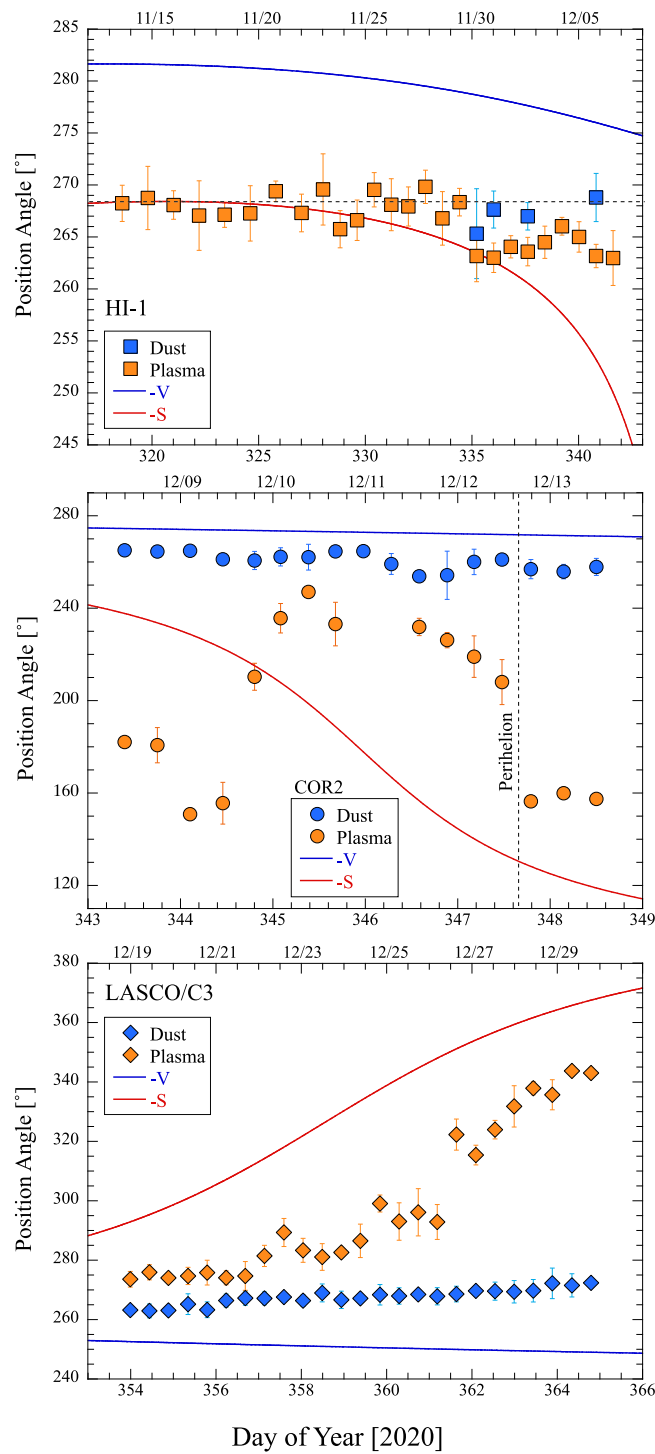 11/15 11/20 11/25 11/30 12/05
285
280
275
270
265
260
255
250
245
Position Angle [°]
HI-1
Dust
Plasma
-V
-S
320 325 330 335 340
12/09 12/10 12/11 12/12 12/13
280
240
200
160
120
Position Angle [°]
Perihelion
COR2
Dust
Plasma
-V
-S
343 344 345 346 347 348 349
12/19 12/21 12/23 12/25 12/27 12/29
380
360
340
320
300
280
260
240
Position Angle [°]
LASCO/C3
Dust
Plasma
-V
-S
354 356 358 360 362 364 366
Day of Year [2020]